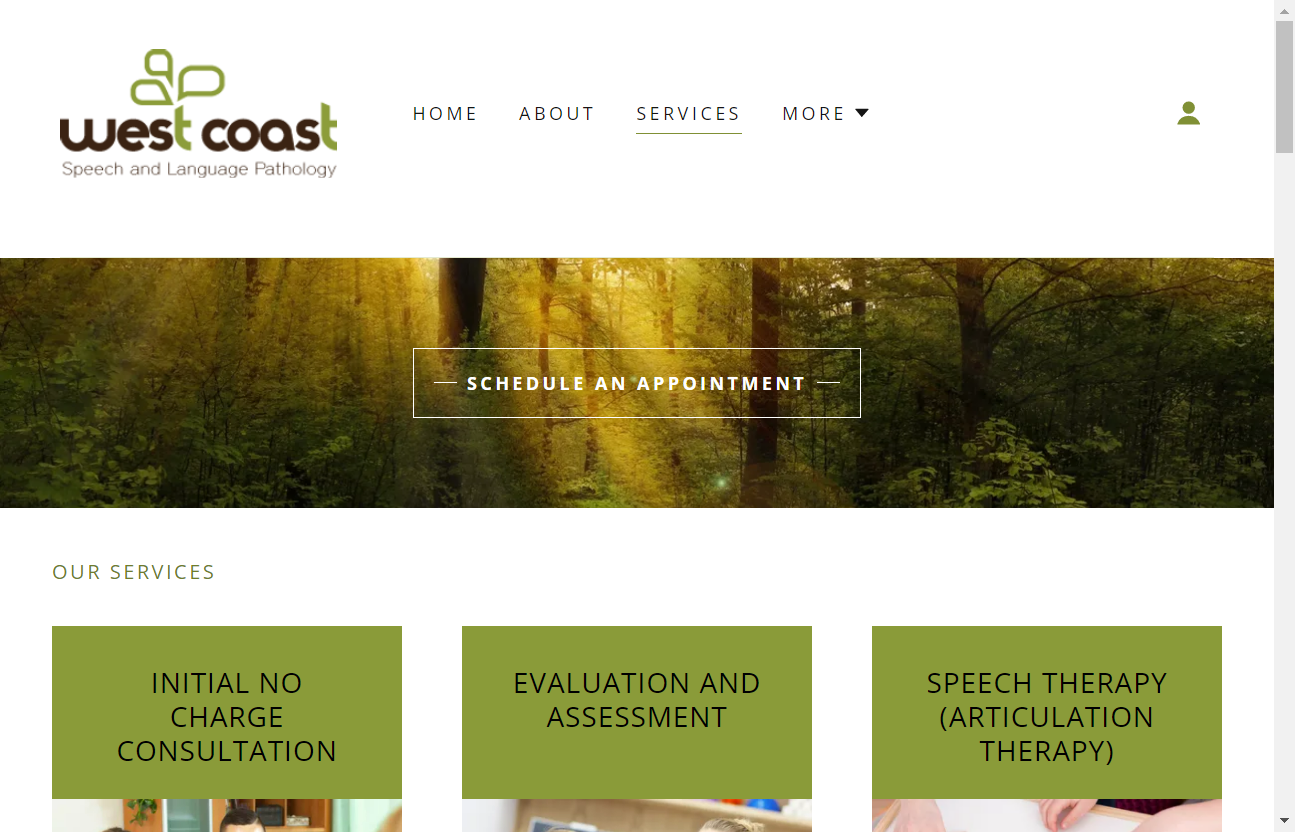 west coast
Speech and Language Pathology
HOME
ABOUT
SERVICES
MORE
SCHEDULE AN APPOINTMENT
OUR SERVICES
INITIAL NO
CHARGE
CONSULTATION
EVALUATION AND
ASSESSMENT
SPEECH THERAPY
(ARTICULATION
THERAPY)